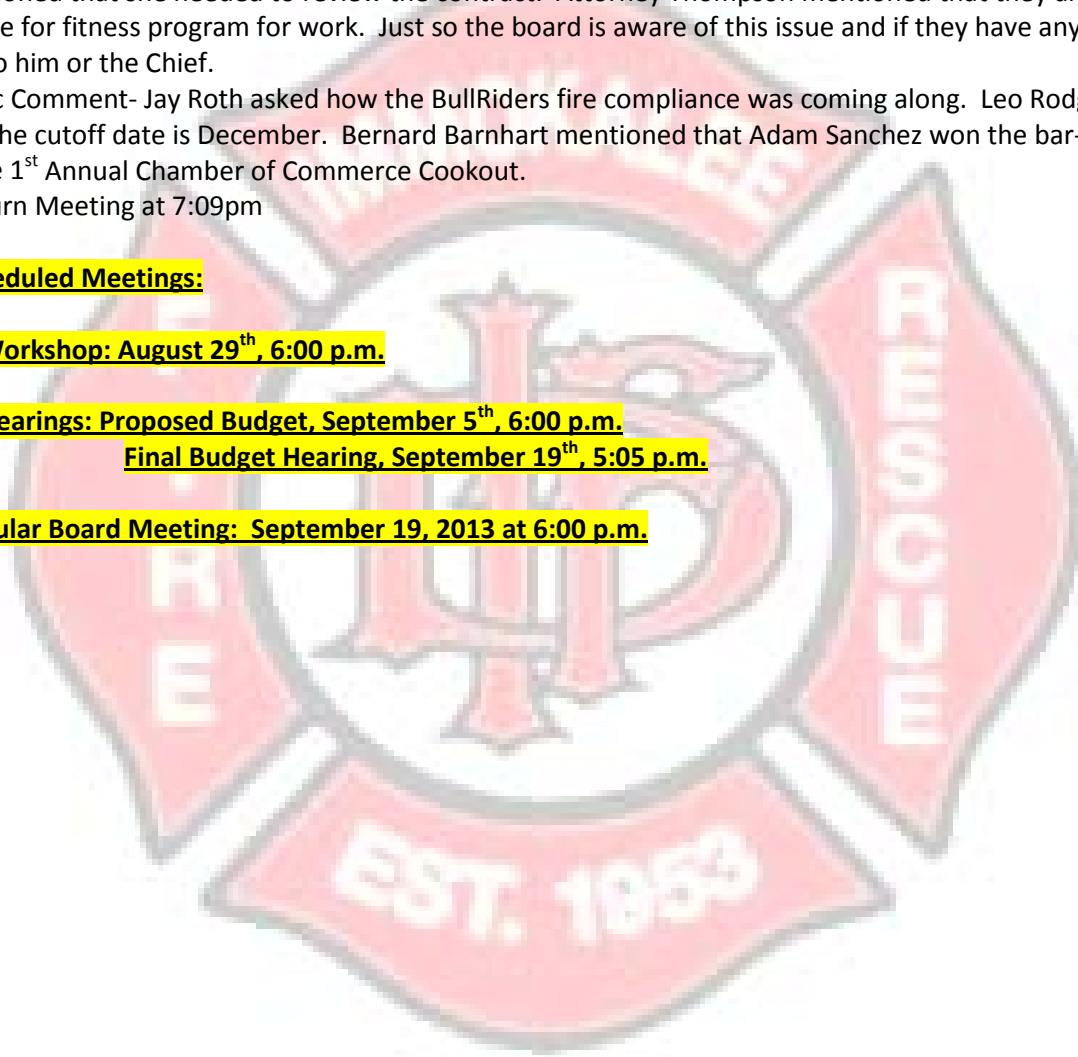 oned that she needed to review the contract. Attorney Thompson mentioned that they a
e for fitness program for work. Just so the board is aware of this issue and if they have any
o him or the Chief.
c Comment- Jay Roth asked how the BullRiders fire compliance was coming along. Leo Rod
he cutoff date is December. Bernard Barnhart mentioned that Adam Sanchez won the bar-
e 1st Annual Chamber of Commerce Cookout.
urn Meeting at 7:09pm
eduled Meetings:
Workshop: August 29th, 6:00 p.m.
earings: Proposed Budget, September 5th, 6:00 p.m.
Final Budget Hearing, September 19th, 5:05 p.m.
ular Board Meeting: September 19, 2013 at 6:00 p.m.
IMMOKALEE
FIRE
RESCUE
EST. 1953